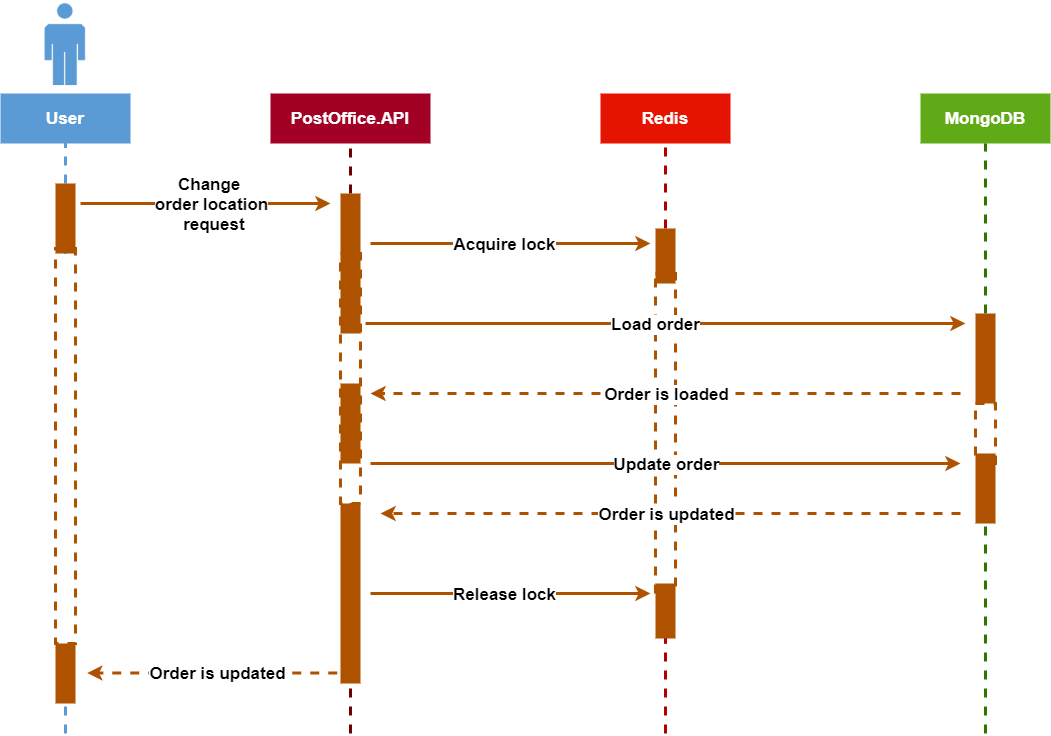 User
PostOffice.API
Redis
MongoDB
Change
order location
request
Acquire lock
Load order
Order is loaded
Update order
Order is updated
Release lock
Order is updated